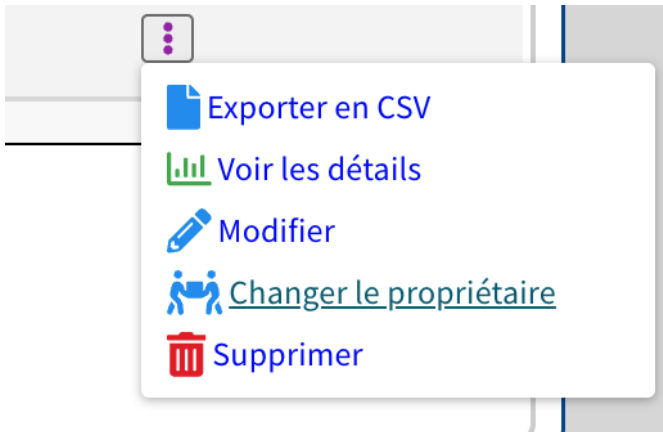 Exporter en CSV
Voir les détails
Modifier
Changer le propriétaire
Supprimer